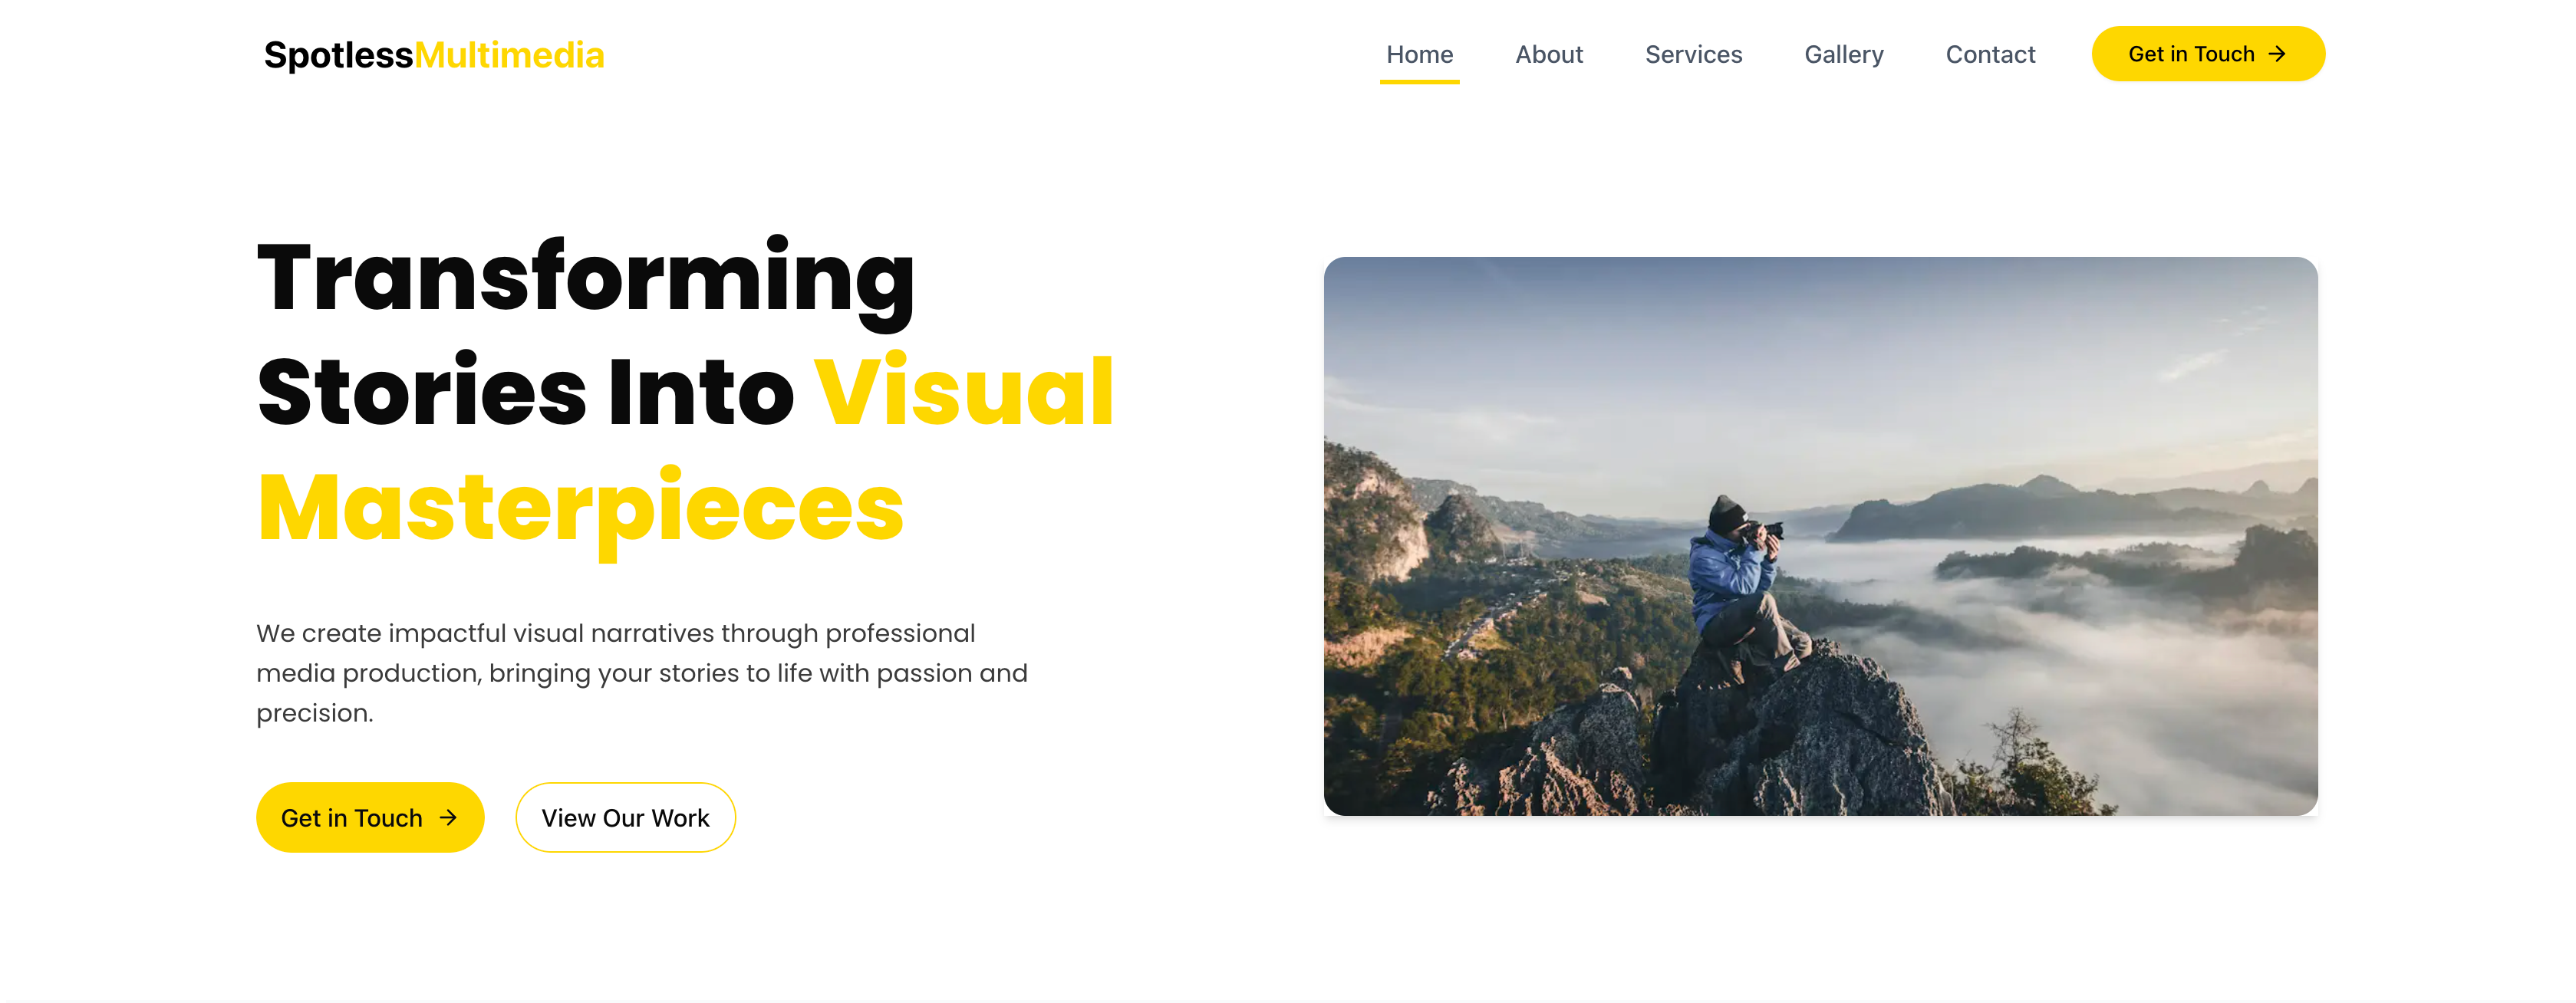 SpotlessMultimedia
Home About Services Gallery Contact Get in Touch →
Transforming
Stories Into Visual
Masterpieces
We create impactful visual narratives through professional
media production, bringing your stories to life with passion and
precision.
Get in Touch → View Our Work